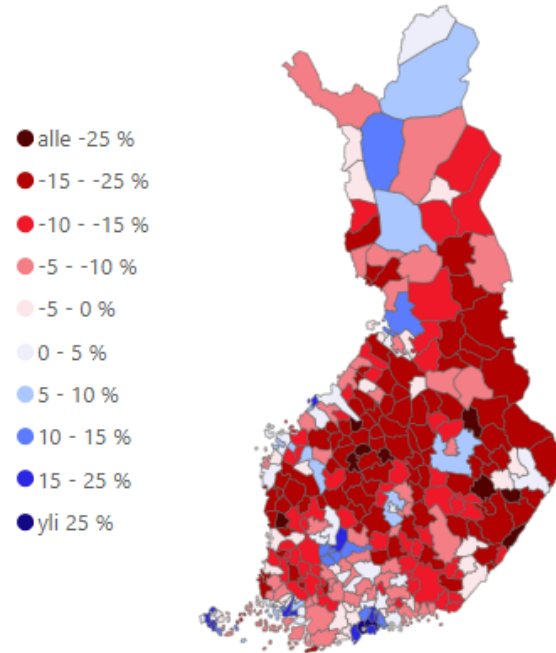 alle -25 %
-15 - -25 %
-10 - -15 %
-5 - -10 %
-5 - 0 %
0 - 5 %
5 - 10 %
10 - 15 %
15 - 25 %
yli 25 %